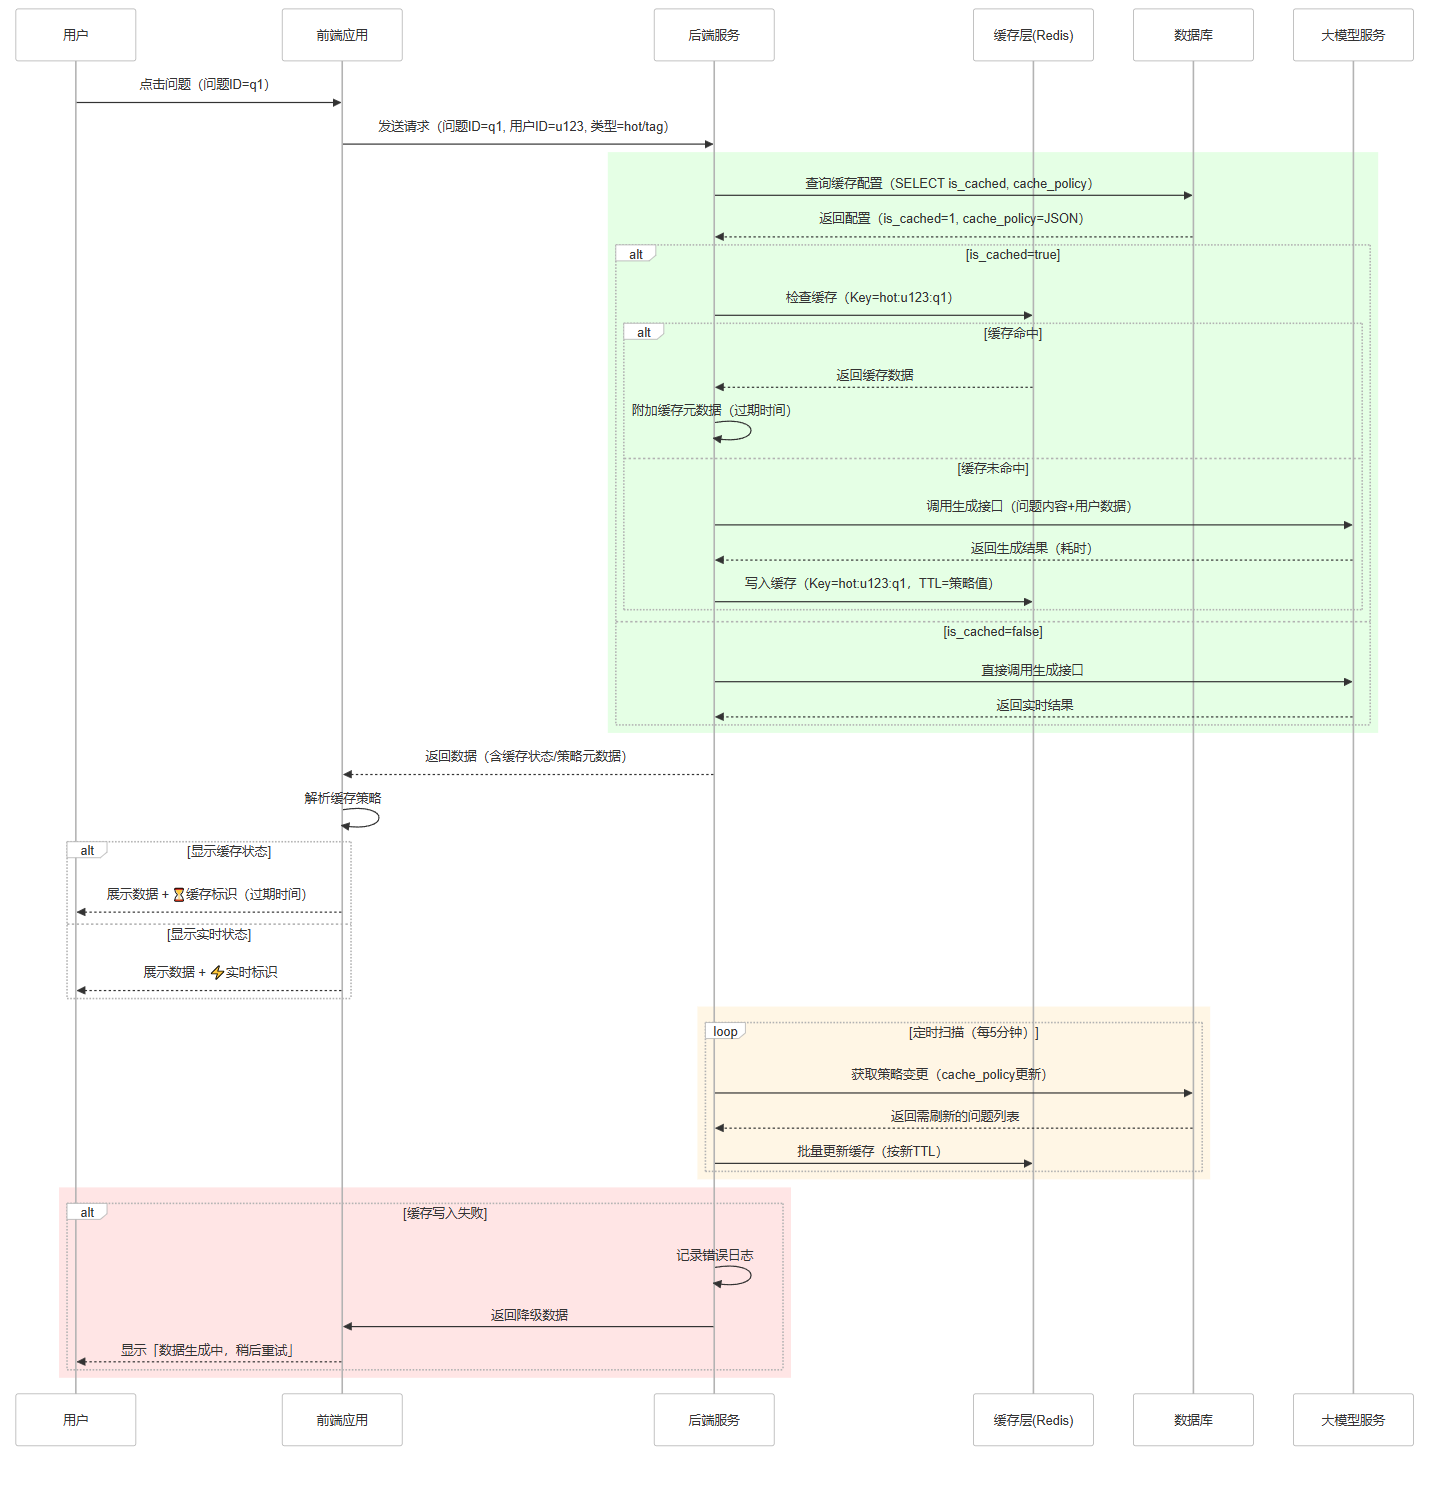 用户
前端应用
后端服务
缓存层(Redis)
数据库
大模型服务
点击问题（问题ID=q1）
发送请求（问题ID=q1, 用户ID=u123, 类型=hot/tag）
查询缓存配置（SELECT is_cached, cache_policy）
返回配置（is_cached=1, cache_policy=JSON）
alt
[is_cached=true]
检查缓存（Key=hot:u123:q1）
alt
[缓存命中]
返回缓存数据
附加缓存元数据（过期时间）
[缓存未命中]
调用生成接口（问题内容+用户数据）
返回生成结果（耗时）
写入缓存（Key=hot:u123:q1，TTL=策略值）
[is_cached=false]
直接调用生成接口
返回实时结果
返回数据（含缓存状态/策略元数据）
解析缓存策略
alt
[显示缓存状态]
展示数据 + ⏳缓存标识（过期时间）
[显示实时状态]
展示数据 + ⚡实时标识
loop
[定时扫描（每5分钟）]
获取策略变更（cache_policy更新）
返回需刷新的问题列表
批量更新缓存（按新TTL）
alt
[缓存写入失败]
记录错误日志
返回降级数据
显示「数据生成中，稍后重试」
用户
前端应用
后端服务
缓存层(Redis)
数据库
大模型服务